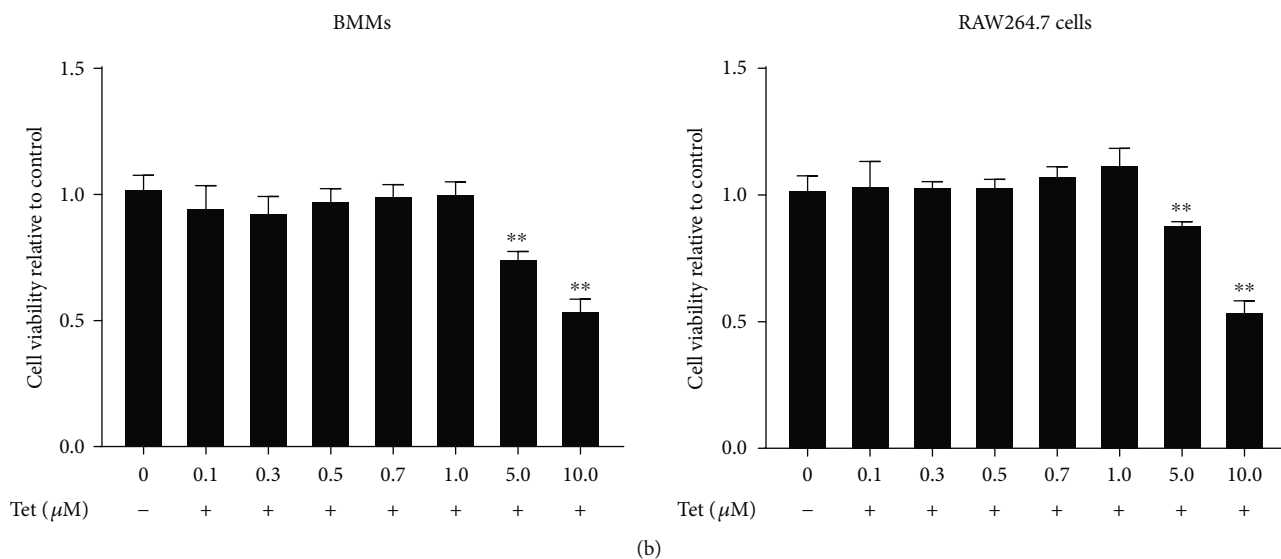 BMMs
Cell viability relative to control
1.5
1.0
0.5
0.0
**
**
0 0.1 0.3 0.5 0.7 1.0 5.0 10.0
Tet (μM) − + + + + + + +
RAW264.7 cells
Cell viability relative to control
1.5
1.0
0.5
0.0
**
**
0 0.1 0.3 0.5 0.7 1.0 5.0 10.0
Tet (μM) − + + + + + + +
(b)